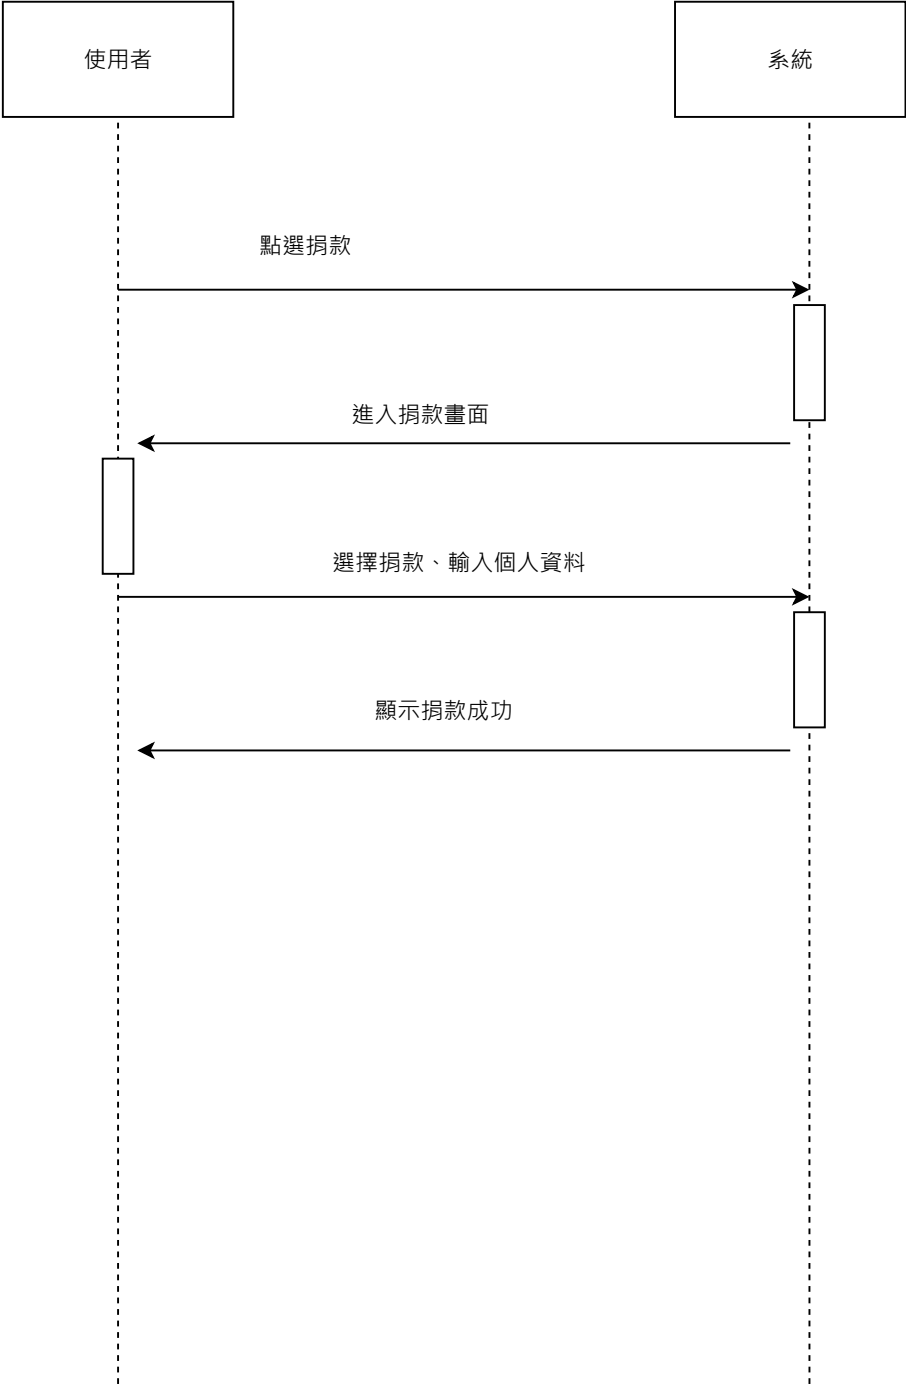 使用者
系統
點選捐款
進入捐款畫面
選擇捐款、輸入個人資料
顯示捐款成功